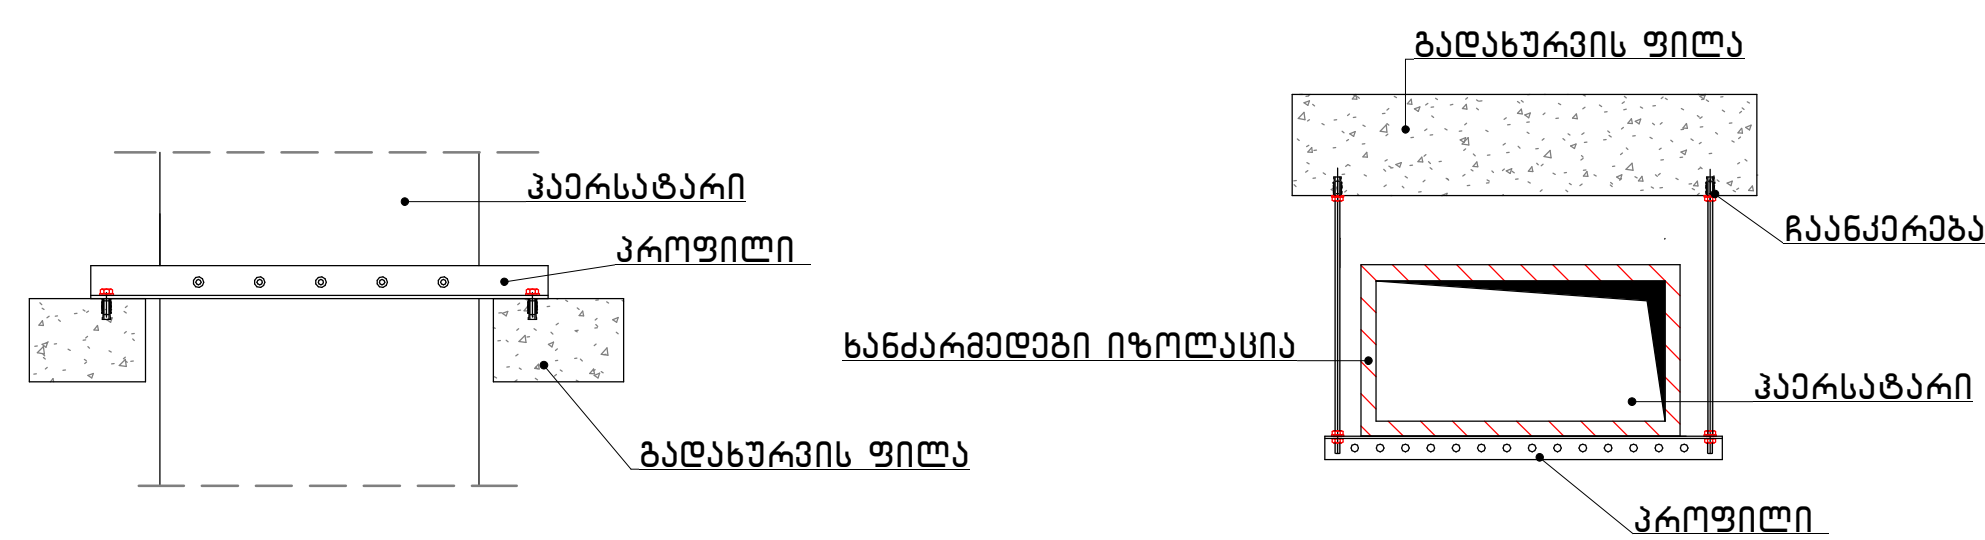 ჰაერსატარი
პროფილი
გადახურვის ფილა
გადახურვის ფილა
ჩაანკერება
ხანძარმედეგი იზოლაცია
ჰაერსატარი
პროფილი